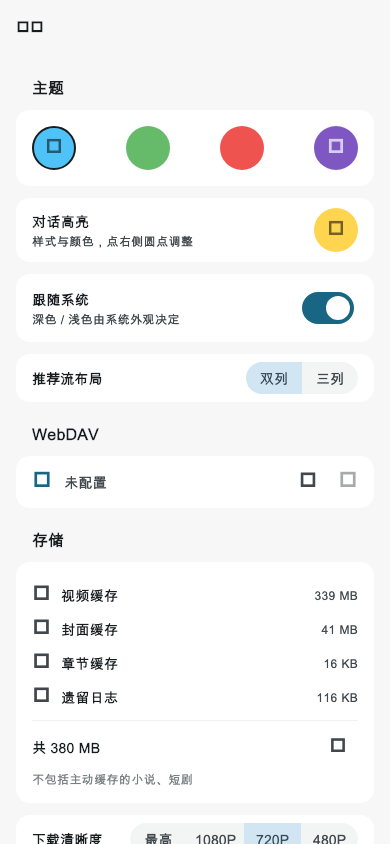 主题
对话高亮
样式与颜色，点右侧圆点调整
跟随系统
深色 / 浅色由系统外观决定
推荐流布局
双列 三列
WebDAV
未配置
存储
视频缓存 339 MB
封面缓存 41 MB
章节缓存 16 KB
遗留日志 116 KB
共 380 MB
不包括主动缓存的小说、短剧
下载清晰度 最高 1080P 720P 480P